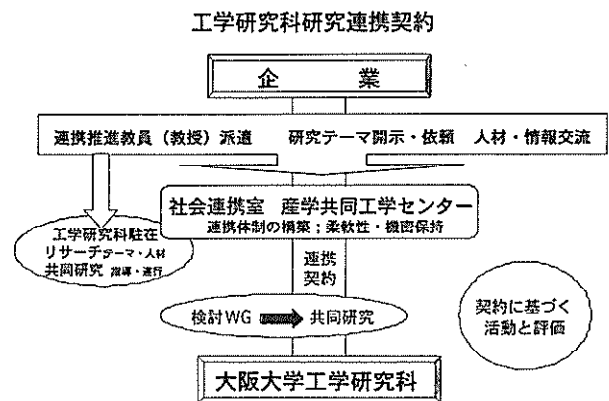 工学研究科研究連携契約
企 業
連携推進教員(教授)派遣 研究テーマ開示・依頼 人材・情報交流
社会連携室 産学共同工学センター
連携体制の構築;柔軟性・機密保持
工学研究科駐在
リサーチテーマ・人材
共同研究 指導・遂行
連携
契約
検討WG 共同研究
契約に基づく
活動と評価
大阪大学工学研究科